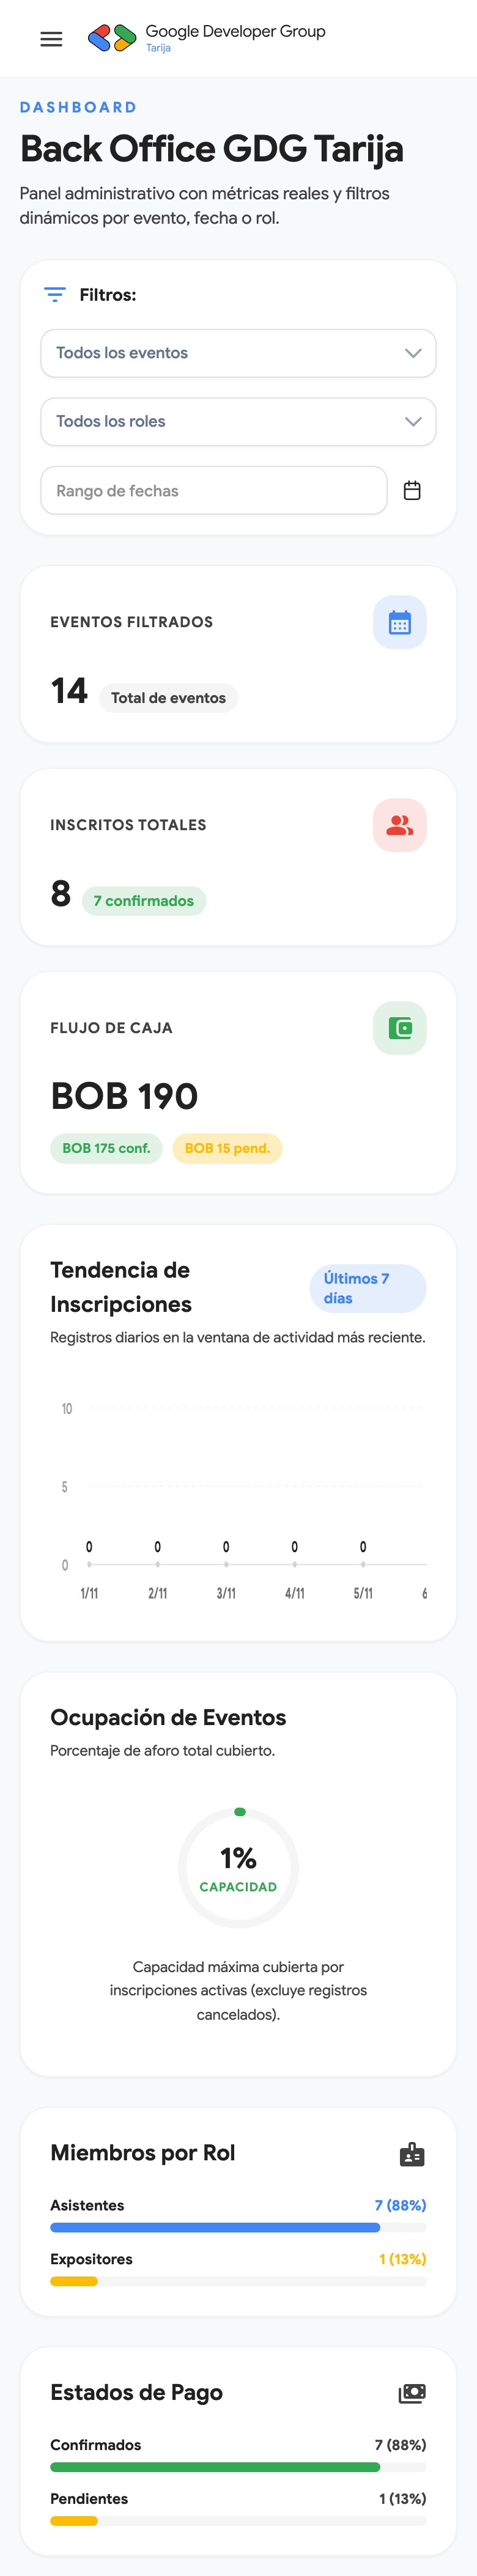 Google Developer Group
Tarija
DASHBOARD
Back Office GDG Tarija
Panel administrativo con métricas reales y filtros
dinámicos por evento, fecha o rol.
Filtros:
Todos los eventos
Todos los roles
Rango de fechas
EVENTOS FILTRADOS
14 Total de eventos
INSCRITOS TOTALES
8 7 confirmados
FLUJO DE CAJA
BOB 190
BOB 175 conf. BOB 15 pend.
Tendencia de
Inscripciones
Últimos 7
días
Registros diarios en la ventana de actividad más reciente.
10
5
0 0 0 0 0
0
1/11 2/11 3/11 4/11 5/11 6
Ocupación de Eventos
Porcentaje de aforo total cubierto.
1%
CAPACIDAD
Capacidad máxima cubierta por
inscripciones activas (excluye registros
cancelados).
Miembros por Rol
Asistentes 7 (88%)
Expositores 1 (13%)
Estados de Pago
Confirmados 7 (88%)
Pendientes 1 (13%)